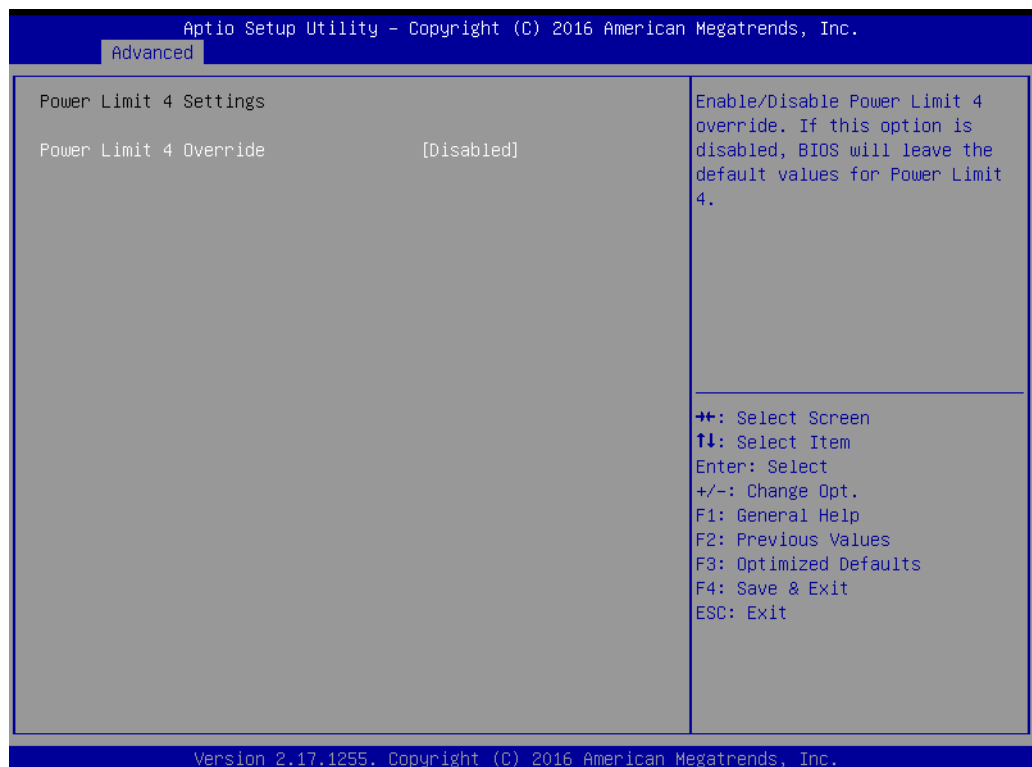 Aptio Setup Utility – Copyright (C) 2016 American Megatrends, Inc.
Advanced
Power Limit 4 Settings
Power Limit 4 Override [Disabled]
Enable/Disable Power Limit 4
override. If this option is
disabled, BIOS will leave the
default values for Power Limit
4.
→←: Select Screen
↑↓: Select Item
Enter: Select
+/-: Change Opt.
F1: General Help
F2: Previous Values
F3: Optimized Defaults
F4: Save & Exit
ESC: Exit
Version 2.17.1255. Copyright (C) 2016 American Megatrends, Inc.